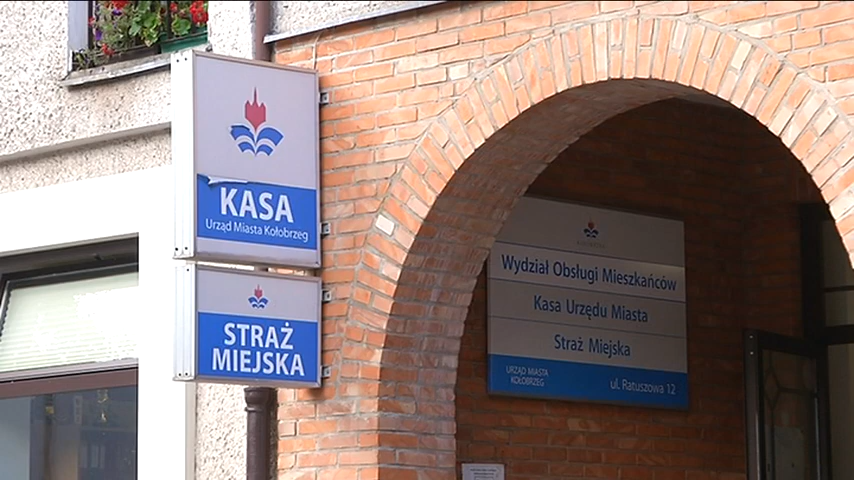 KASA
Urząd Miasta Kołobrzeg
STRAŻ
MIEJSKA
Wydział Obsługi Mieszkańców
Kasa Urzędu Miasta
Straż Miejska
URZĄD MIASTA
KOŁOBRZEG
ul. Ratuszowa 12